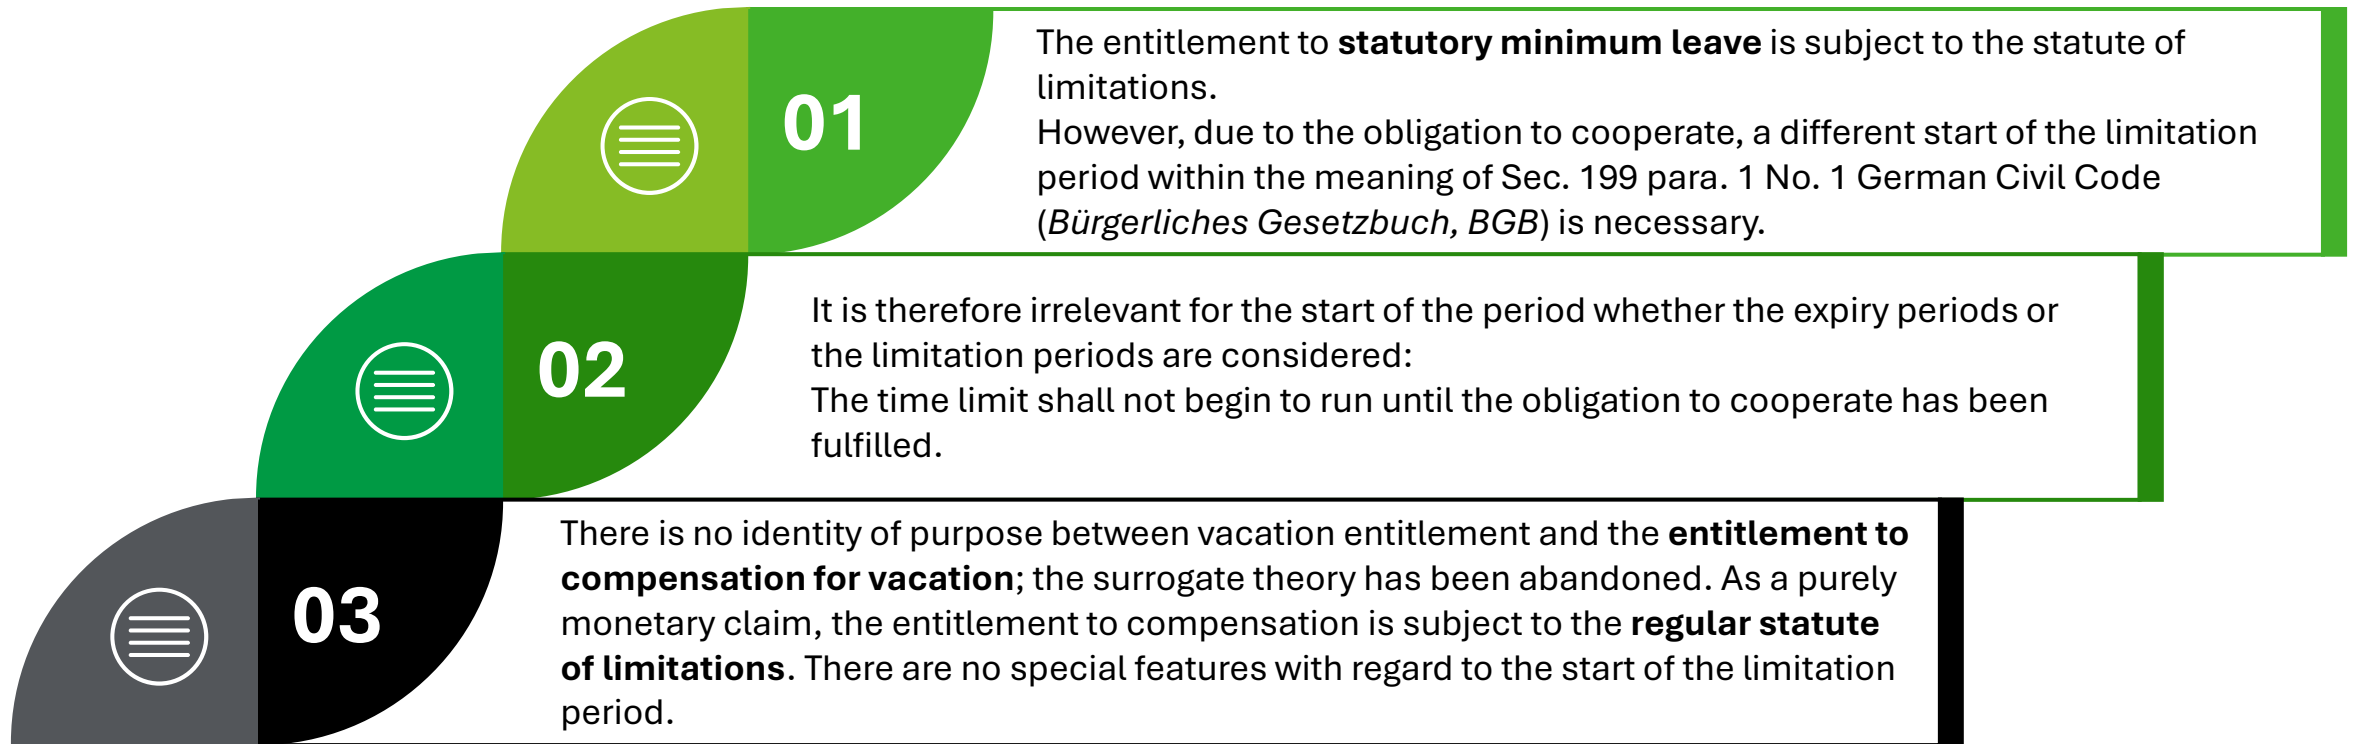 01
The entitlement to statutory minimum leave is subject to the statute of
limitations.
However, due to the obligation to cooperate, a different start of the limitation
period within the meaning of Sec. 199 para. 1 No. 1 German Civil Code
(Bürgerliches Gesetzbuch, BGB) is necessary.
02
It is therefore irrelevant for the start of the period whether the expiry periods or
the limitation periods are considered:
The time limit shall not begin to run until the obligation to cooperate has been
fulfilled.
03
There is no identity of purpose between vacation entitlement and the entitlement to
compensation for vacation; the surrogate theory has been abandoned. As a purely
monetary claim, the entitlement to compensation is subject to the regular statute
of limitations. There are no special features with regard to the start of the limitation
period.